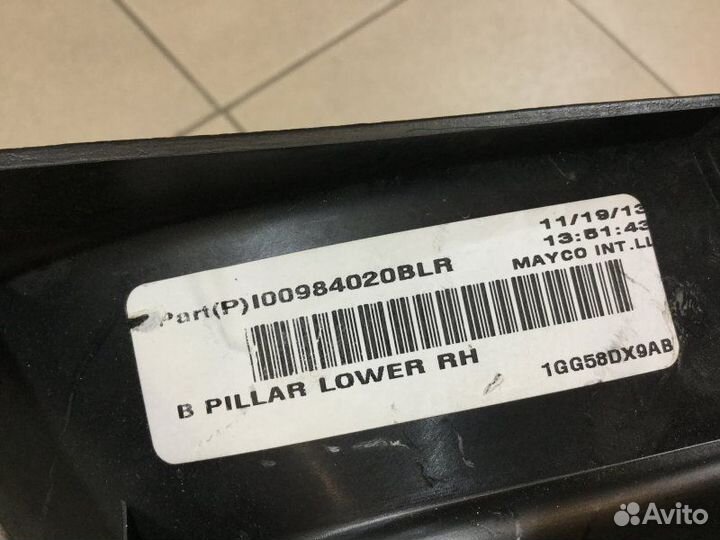 11/19/13
13:51:43
MAYCO INT.LL
Part(P)I00984020BLR
B PILLAR LOWER RH
1GG58DX9AB
Avito